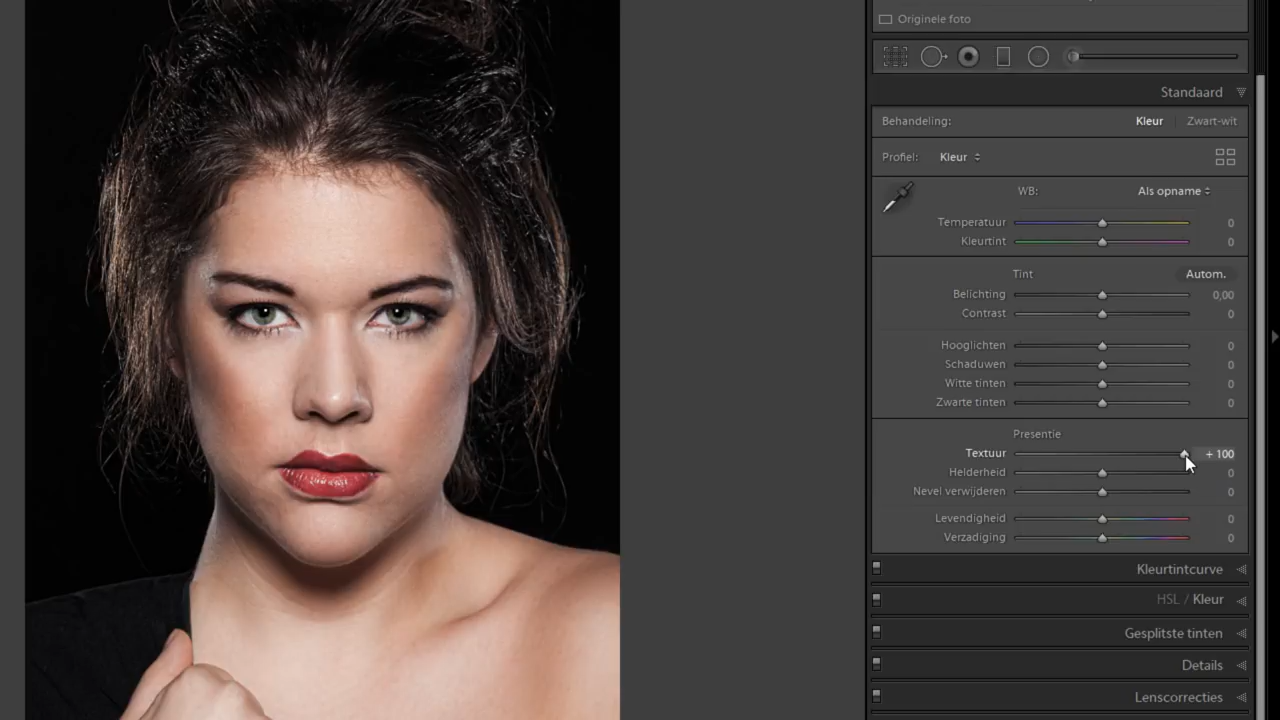 Originele foto
Standaard
Behandeling: Kleur Zwart-wit
Profiel: Kleur
WB: Als opname
Temperatuur 0
Kleurtint 0
Tint Autom.
Belichting 0,00
Contrast 0
Hooglichten 0
Schaduwen 0
Witte tinten 0
Zwarte tinten 0
Presentie
Textuur + 100
Helderheid 0
Nevel verwijderen 0
Levendigheid 0
Verzadiging 0
Kleurtintcurve
HSL / Kleur
Gesplitste tinten
Details
Lenscorrecties